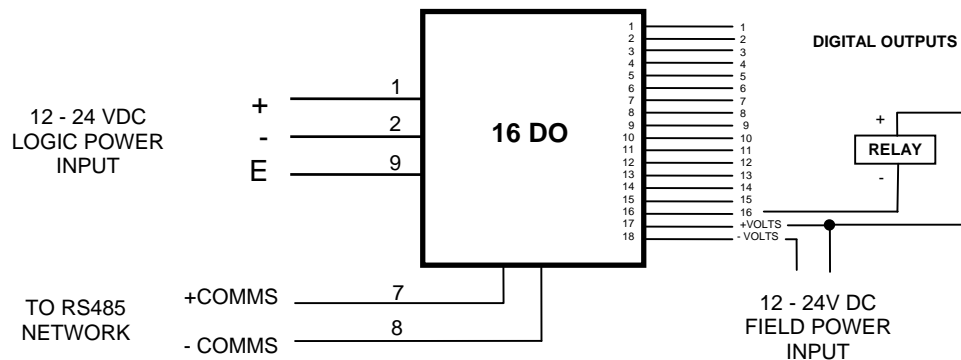 12 - 24 VDC
LOGIC POWER
INPUT
+
-
E
1
2
9
16 DO
1
2
3
4
5
6
7
8
9
10
11
12
13
14
15
16
17
18
1
2
3
4
5
6
7
8
9
10
11
12
13
14
15
16
+VOLTS
- VOLTS
DIGITAL OUTPUTS
+
RELAY
-
TO RS485
NETWORK
+COMMS
7
- COMMS
8
12 - 24V DC
FIELD POWER
INPUT